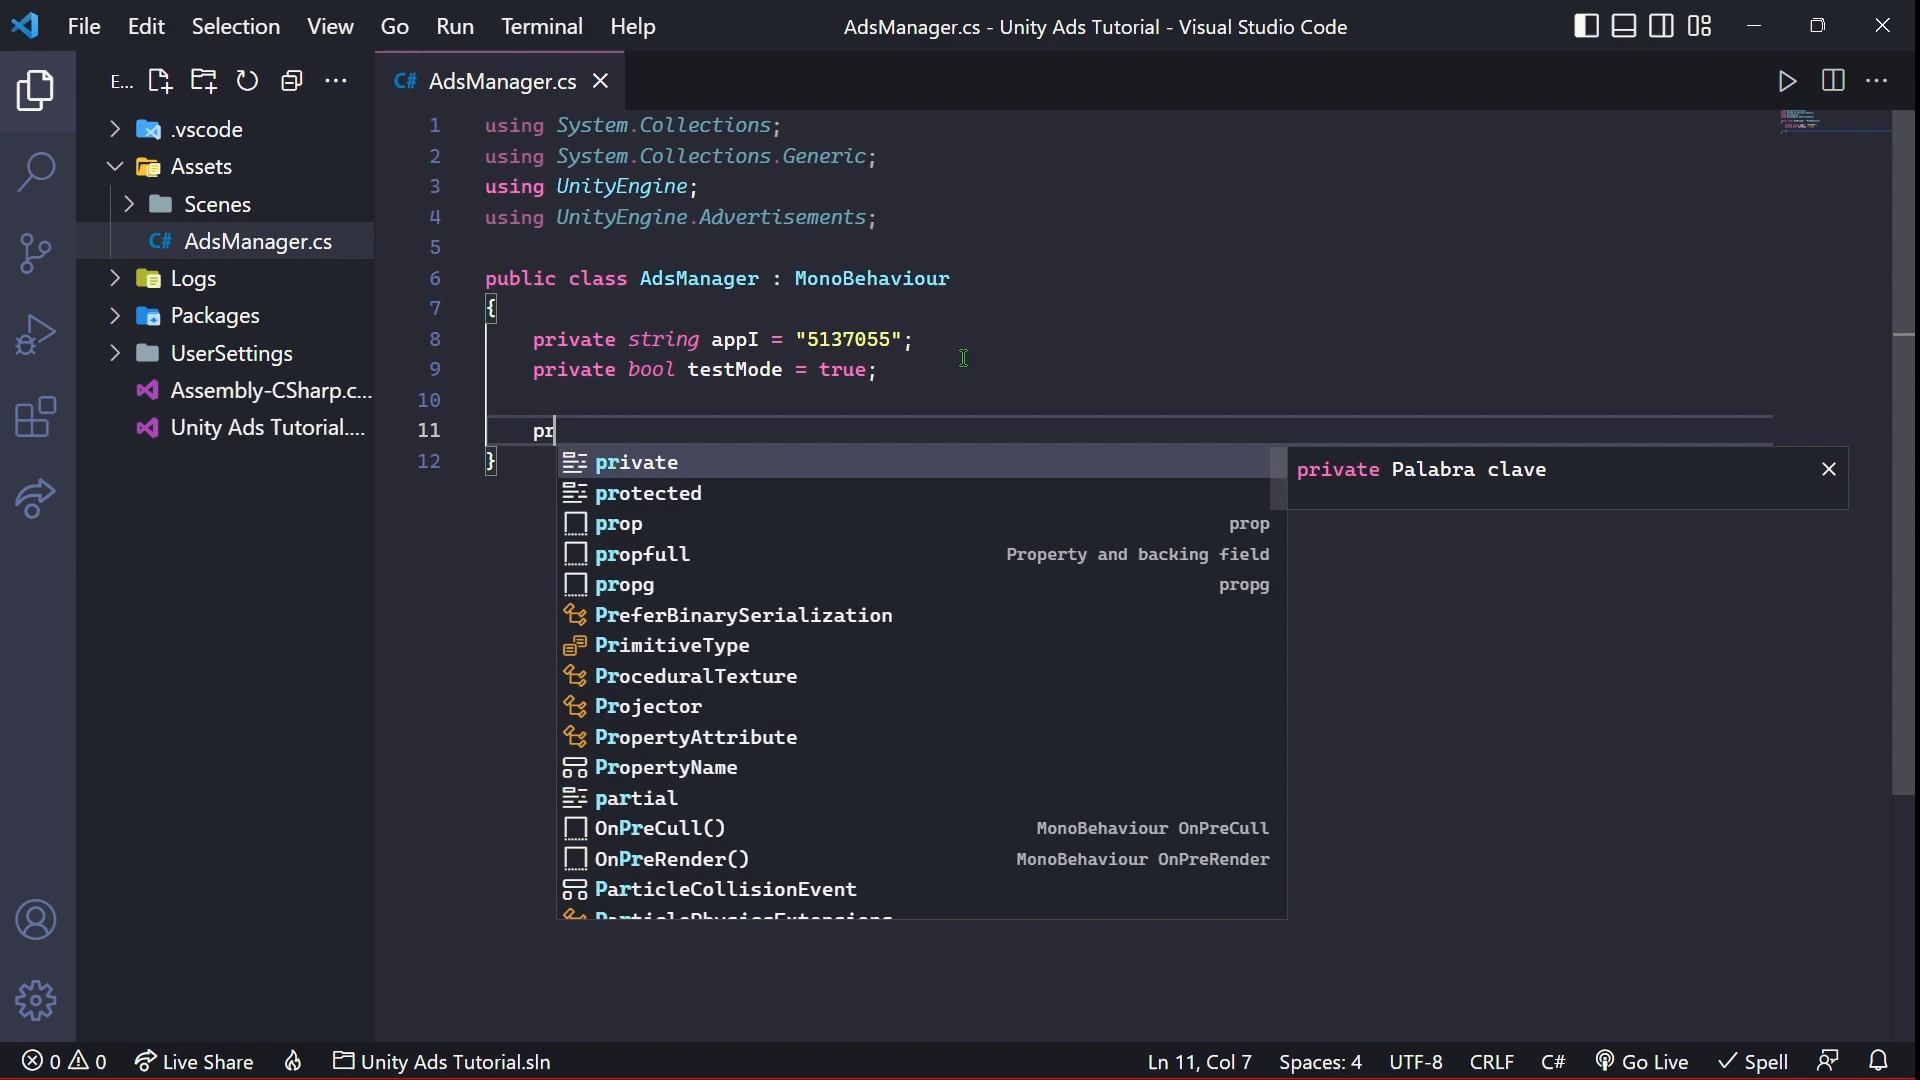 File Edit Selection View Go Run Terminal Help
AdsManager.cs - Unity Ads Tutorial - Visual Studio Code
E...
.vscode
Assets
Scenes
C# AdsManager.cs
Logs
Packages
UserSettings
Assembly-CSharp.c...
Unity Ads Tutorial....
C# AdsManager.cs
1 using System.Collections;
2 using System.Collections.Generic;
3 using UnityEngine;
4 using UnityEngine.Advertisements;
5
6 public class AdsManager : MonoBehaviour
7 {
8 private string appI = "5137055";
9 private bool testMode = true;
10
11 pr
12 }
private
protected
prop prop
propfull Property and backing field
propg propg
PreferBinarySerialization
PrimitiveType
ProceduralTexture
Projector
PropertyAttribute
PropertyName
partial
OnPreCull() MonoBehaviour OnPreCull
OnPreRender() MonoBehaviour OnPreRender
ParticleCollisionEvent
ParticlePhysicsExtensions
private Palabra clave
0 0 Live Share Unity Ads Tutorial.sln Ln 11, Col 7 Spaces: 4 UTF-8 CRLF C# Go Live Spell